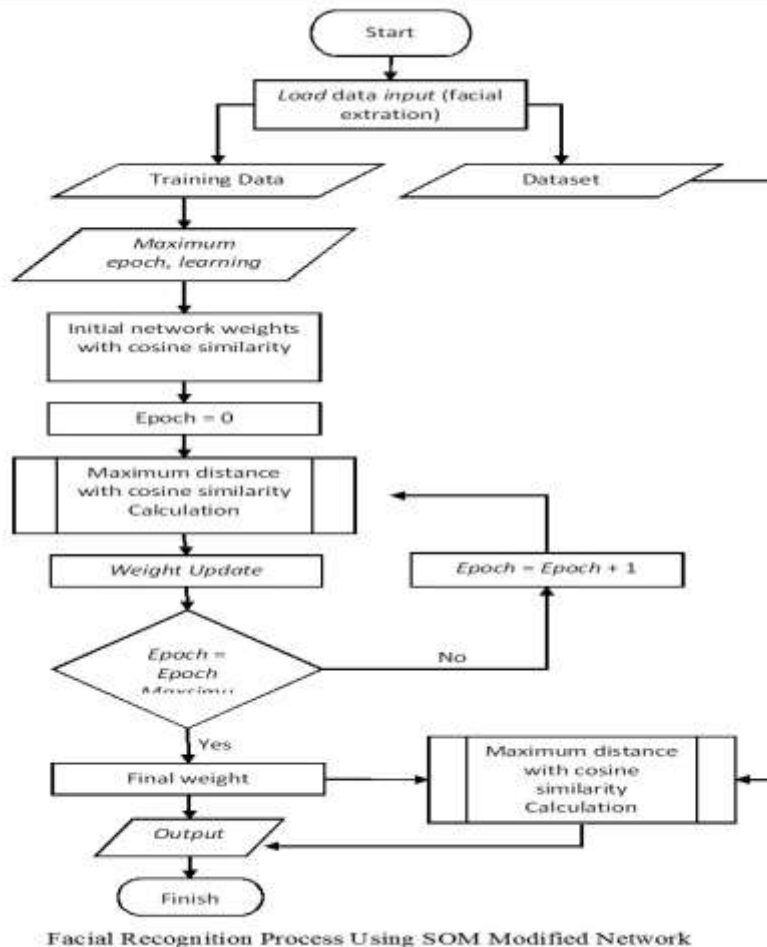 Start
Load data input (facial
extration)
Training Data
Dataset
Maximum
epoch, learning
Initial network weights
with cosine similarity
Epoch = 0
Maximum distance
with cosine similarity
Calculation
Weight Update
Epoch = Epoch + 1
Epoch =
Epoch
Maximu
No
Yes
Final weight
Maximum distance
with cosine
similarity
Calculation
Output
Finish
Facial Recognition Process Using SOM Modified Network